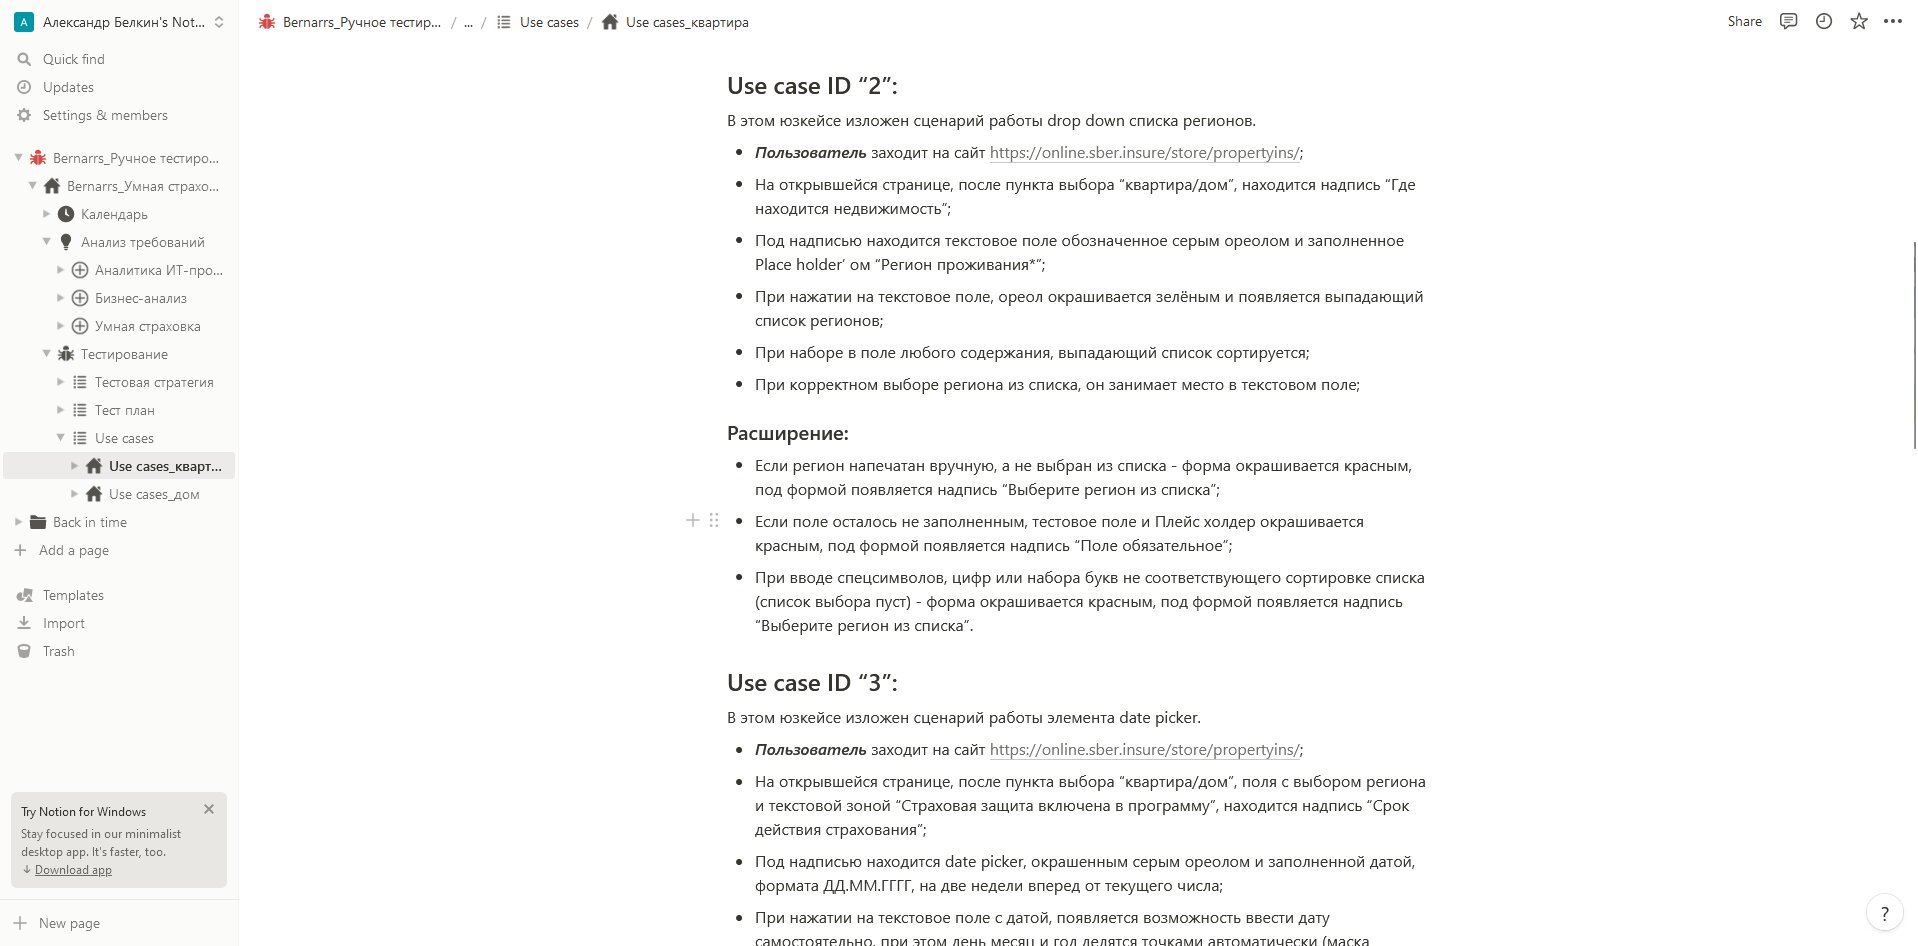 А Александр Белкин's Not...
Quick find
Updates
Settings & members
Bernarrs_Ручное тестиро...
Bernarrs_Умная страхо...
Календарь
Анализ требований
Аналитика ИТ-про...
Бизнес-анализ
Умная страховка
Тестирование
Тестовая стратегия
Тест план
Use cases
Use cases_кварт...
Use cases_дом
Back in time
Add a page
Templates
Import
Trash
Try Notion for Windows
Stay focused in our minimalist
desktop app. It's faster, too.
↓ Download app
New page
Bernarrs_Ручное тестир... / ... / Use cases / Use cases_квартира
Share
Use case ID “2”:
В этом юзкейсе изложен сценарий работы drop down списка регионов.
• Пользователь заходит на сайт https://online.sber.insure/store/propertyins/;
• На открывшейся странице, после пункта выбора “квартира/дом”, находится надпись “Где
находится недвижимость”;
• Под надписью находится текстовое поле обозначенное серым ореолом и заполненное
Place holder’ ом “Регион проживания*”;
• При нажатии на текстовое поле, ореол окрашивается зелёным и появляется выпадающий
список регионов;
• При наборе в поле любого содержания, выпадающий список сортируется;
• При корректном выборе региона из списка, он занимает место в текстовом поле;
Расширение:
• Если регион напечатан вручную, а не выбран из списка - форма окрашивается красным,
под формой появляется надпись “Выберите регион из списка”;
• Если поле осталось не заполненным, тестовое поле и Плейс холдер окрашивается
красным, под формой появляется надпись “Поле обязательное”;
• При вводе спецсимволов, цифр или набора букв не соответствующего сортировке списка
(список выбора пуст) - форма окрашивается красным, под формой появляется надпись
“Выберите регион из списка”.
Use case ID “3”:
В этом юзкейсе изложен сценарий работы элемента date picker.
• Пользователь заходит на сайт https://online.sber.insure/store/propertyins/;
• На открывшейся странице, после пункта выбора “квартира/дом”, поля с выбором региона
и текстовой зоной “Страховая защита включена в программу”, находится надпись “Срок
действия страхования”;
• Под надписью находится date picker, окрашенным серым ореолом и заполненной датой,
формата ДД.ММ.ГГГГ, на две недели вперед от текущего числа;
• При нажатии на текстовое поле с датой, появляется возможность ввести дату
самостоятельно, при этом день месяц и год делятся точками автоматически (маска
?